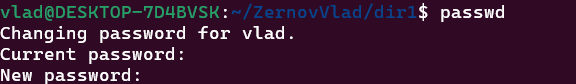 vlad@DESKTOP-7D4BVSK:~/ZernovVlad/dir1$ passwd
Changing password for vlad.
Current password:
New password: